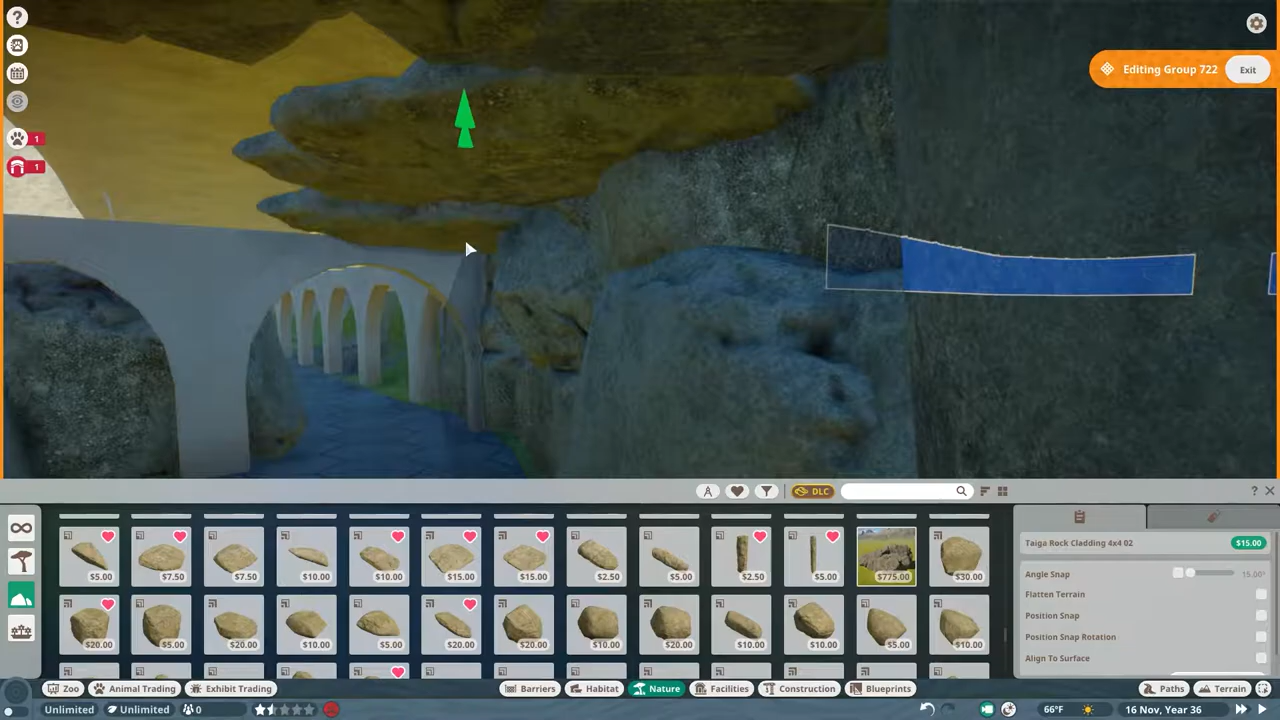 ?
Editing Group 722 Exit
1
1
DLC
? ×
$5.00 $7.50 $7.50 $10.00 $10.00 $15.00 $15.00 $2.50 $5.00 $2.50 $5.00 $775.00 $30.00
$20.00 $5.00 $20.00 $10.00 $5.00 $20.00 $20.00 $10.00 $20.00 $10.00 $10.00 $5.00 $10.00
Taiga Rock Cladding 4x4 02 $15.00
Angle Snap 15.00°
Flatten Terrain
Position Snap
Position Snap Rotation
Align To Surface
Zoo Animal Trading Exhibit Trading Barriers Habitat Nature Facilities Construction Blueprints Paths Terrain
Unlimited Unlimited 0 66°F 16 Nov, Year 36